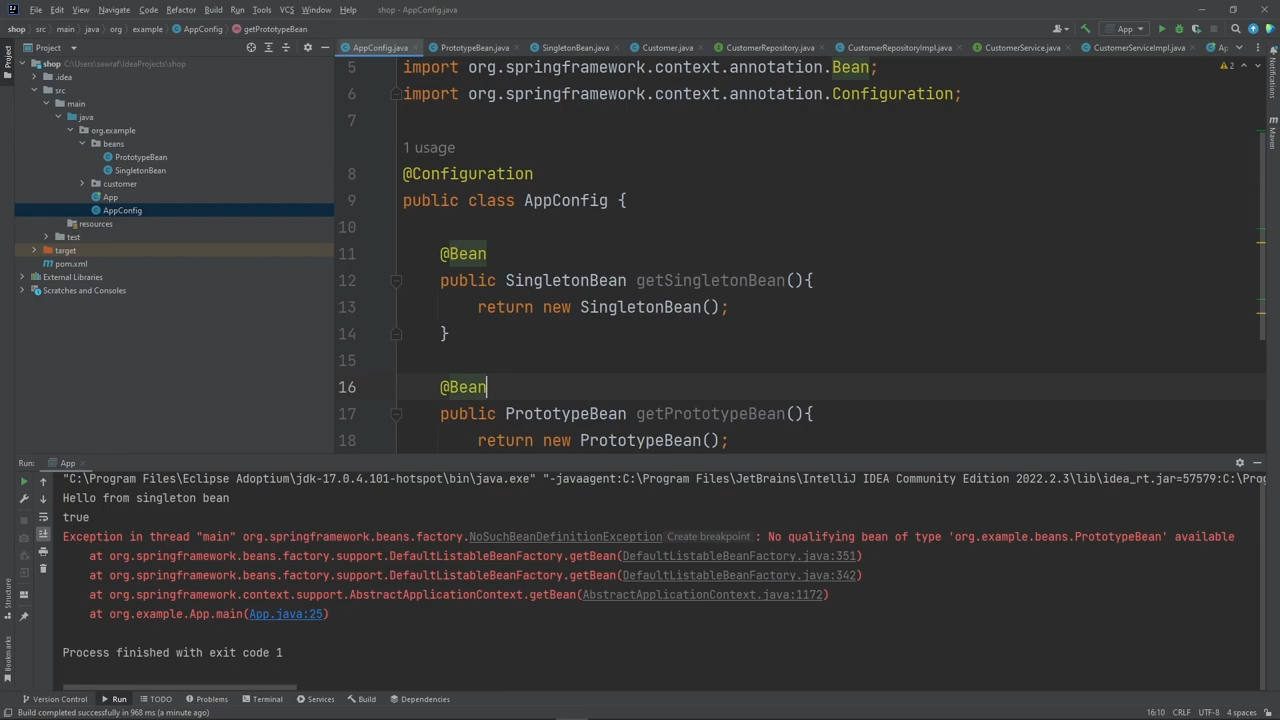 File Edit View Navigate Code Refactor Build Run Tools VCS Window Help shop - AppConfig.java
shop src main java org example AppConfig getPrototypeBean App
Project
Project
AppConfig.java PrototypeBean.java SingletonBean.java Customer.java CustomerRepository.java CustomerRepositoryImpl.java CustomerService.java CustomerServiceImpl.java Ap
shop C:\Users\sawraf\IdeaProjects\shop
.idea
src
main
java
org.example
beans
PrototypeBean
SingletonBean
customer
App
AppConfig
resources
test
target
pom.xml
External Libraries
Scratches and Consoles
2
5 import org.springframework.context.annotation.Bean;
6 import org.springframework.context.annotation.Configuration;
7
1 usage
8 @Configuration
9 public class AppConfig {
10
11 @Bean
12 public SingletonBean getSingletonBean(){
13 return new SingletonBean();
14 }
15
16 @Bean
17 public PrototypeBean getPrototypeBean(){
18 return new PrototypeBean();
Notifications
Maven
Run: App
"C:\Program Files\Eclipse Adoptium\jdk-17.0.4.101-hotspot\bin\java.exe" "-javaagent:C:\Program Files\JetBrains\IntelliJ IDEA Community Edition 2022.2.3\lib\idea_rt.jar=57579:C:\Prog
Hello from singleton bean
true
Exception in thread "main" org.springframework.beans.factory.NoSuchBeanDefinitionException Create breakpoint : No qualifying bean of type 'org.example.beans.PrototypeBean' available
at org.springframework.beans.factory.support.DefaultListableBeanFactory.getBean(DefaultListableBeanFactory.java:351)
at org.springframework.beans.factory.support.DefaultListableBeanFactory.getBean(DefaultListableBeanFactory.java:342)
at org.springframework.context.support.AbstractApplicationContext.getBean(AbstractApplicationContext.java:1172)
at org.example.App.main(App.java:25)
Process finished with exit code 1
Structure
Bookmarks
Version Control Run TODO Problems Terminal Services Build Dependencies
Build completed successfully in 968 ms (a minute ago) 16:10 CRLF UTF-8 4 spaces